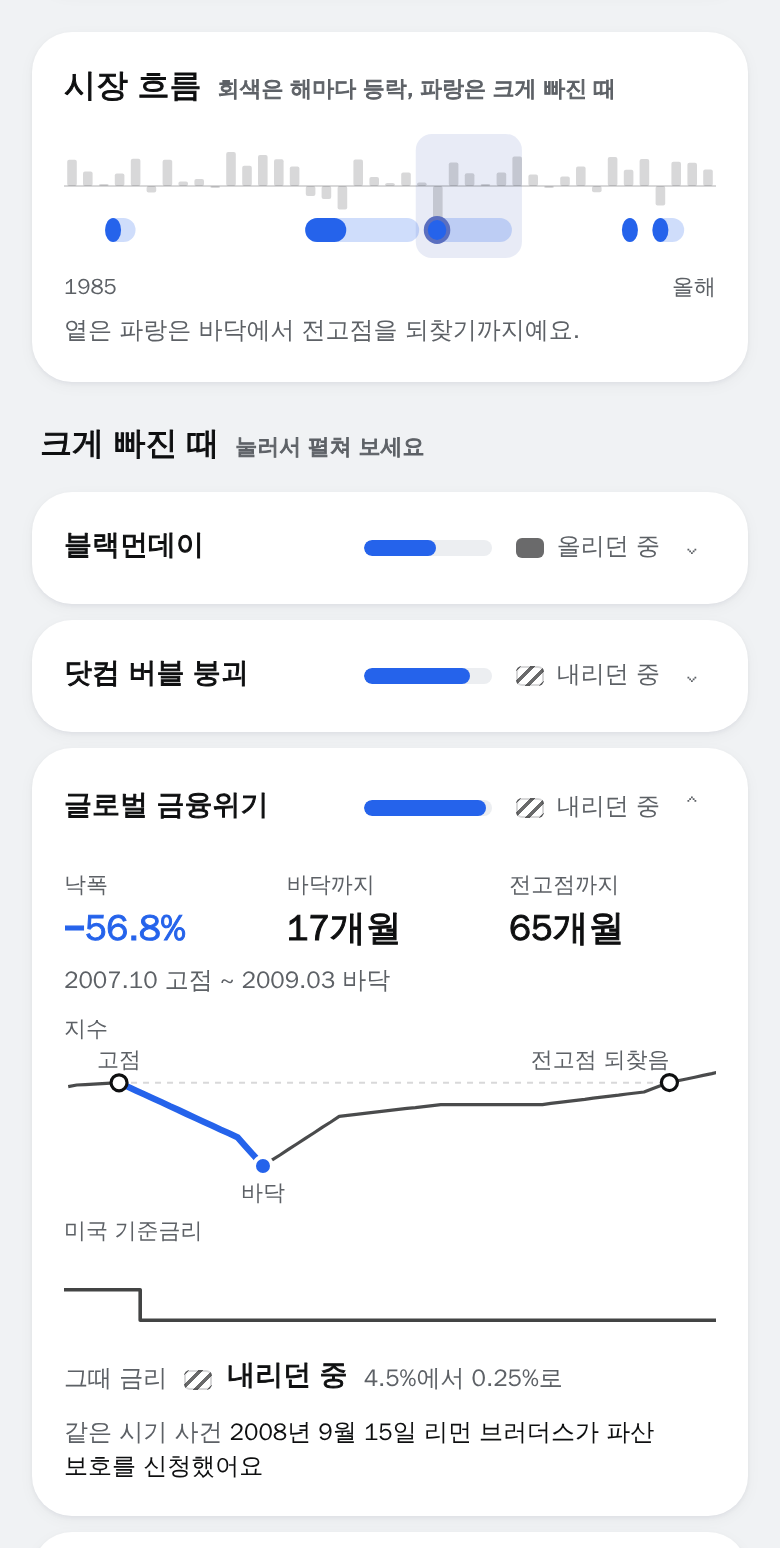 시장 흐름 회색은 해마다 등락, 파랑은 크게 빠진 때
1985 올해
옅은 파랑은 바닥에서 전고점을 되찾기까지예요.
크게 빠진 때 눌러서 펼쳐 보세요
블랙먼데이 올리던 중
닷컴 버블 붕괴 내리던 중
글로벌 금융위기 내리던 중
낙폭 바닥까지 전고점까지
−56.8% 17개월 65개월
2007.10 고점 ~ 2009.03 바닥
지수
고점 전고점 되찾음
바닥
미국 기준금리
그때 금리 내리던 중 4.5%에서 0.25%로
같은 시기 사건 2008년 9월 15일 리먼 브러더스가 파산
보호를 신청했어요